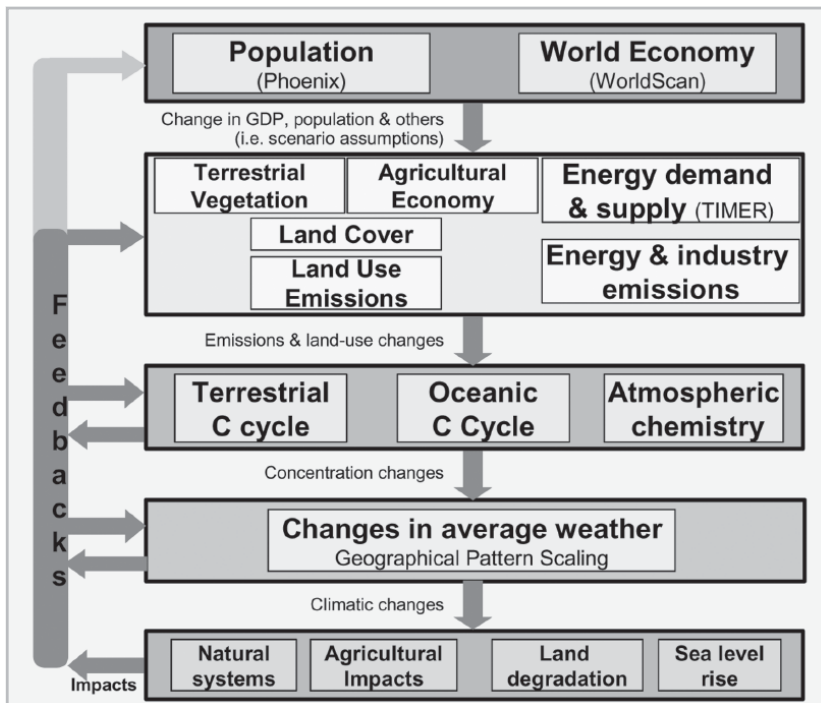 Population
(Phoenix)
World Economy
(WorldScan)
Change in GDP, population & others
(i.e. scenario assumptions)
Terrestrial
Vegetation
Agricultural
Economy
Energy demand
& supply (TIMER)
Land Cover
Land Use
Emissions
Energy & industry
emissions
Emissions & land-use changes
Terrestrial
C cycle
Oceanic
C Cycle
Atmospheric
chemistry
Concentration changes
Changes in average weather
Geographical Pattern Scaling
Climatic changes
Natural
systems
Agricultural
Impacts
Land
degradation
Sea level
rise
Impacts
Feedbacks